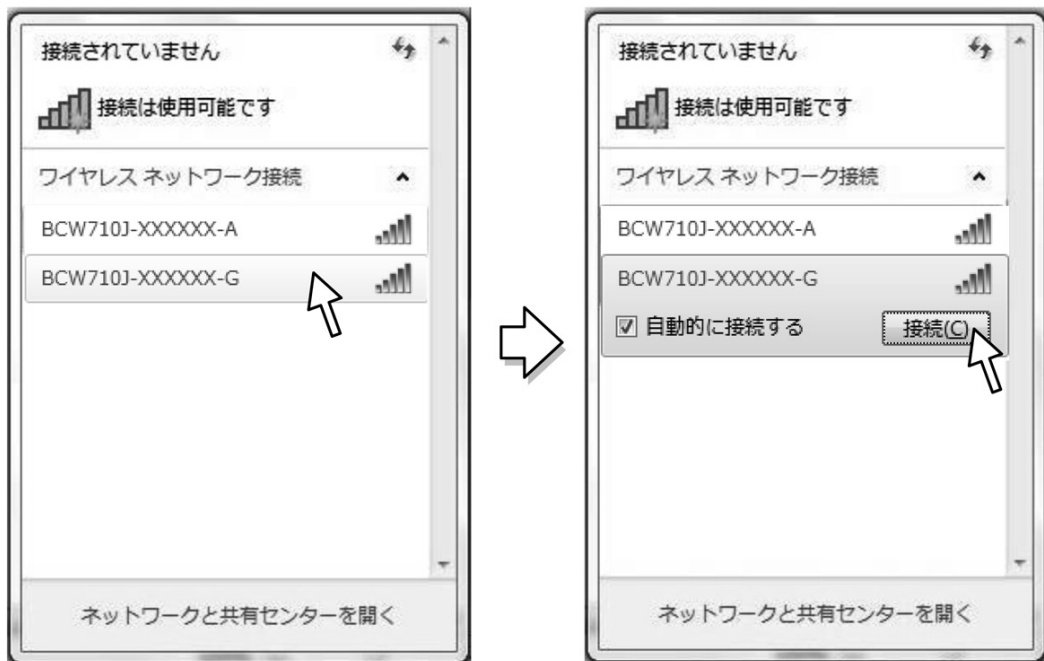 接続されていません
接続は使用可能です
ワイヤレス ネットワーク接続
BCW710J-XXXXXX-A
BCW710J-XXXXXX-G
ネットワークと共有センターを開く
接続されていません
接続は使用可能です
ワイヤレス ネットワーク接続
BCW710J-XXXXXX-A
BCW710J-XXXXXX-G
自動的に接続する 接続(C)
ネットワークと共有センターを開く